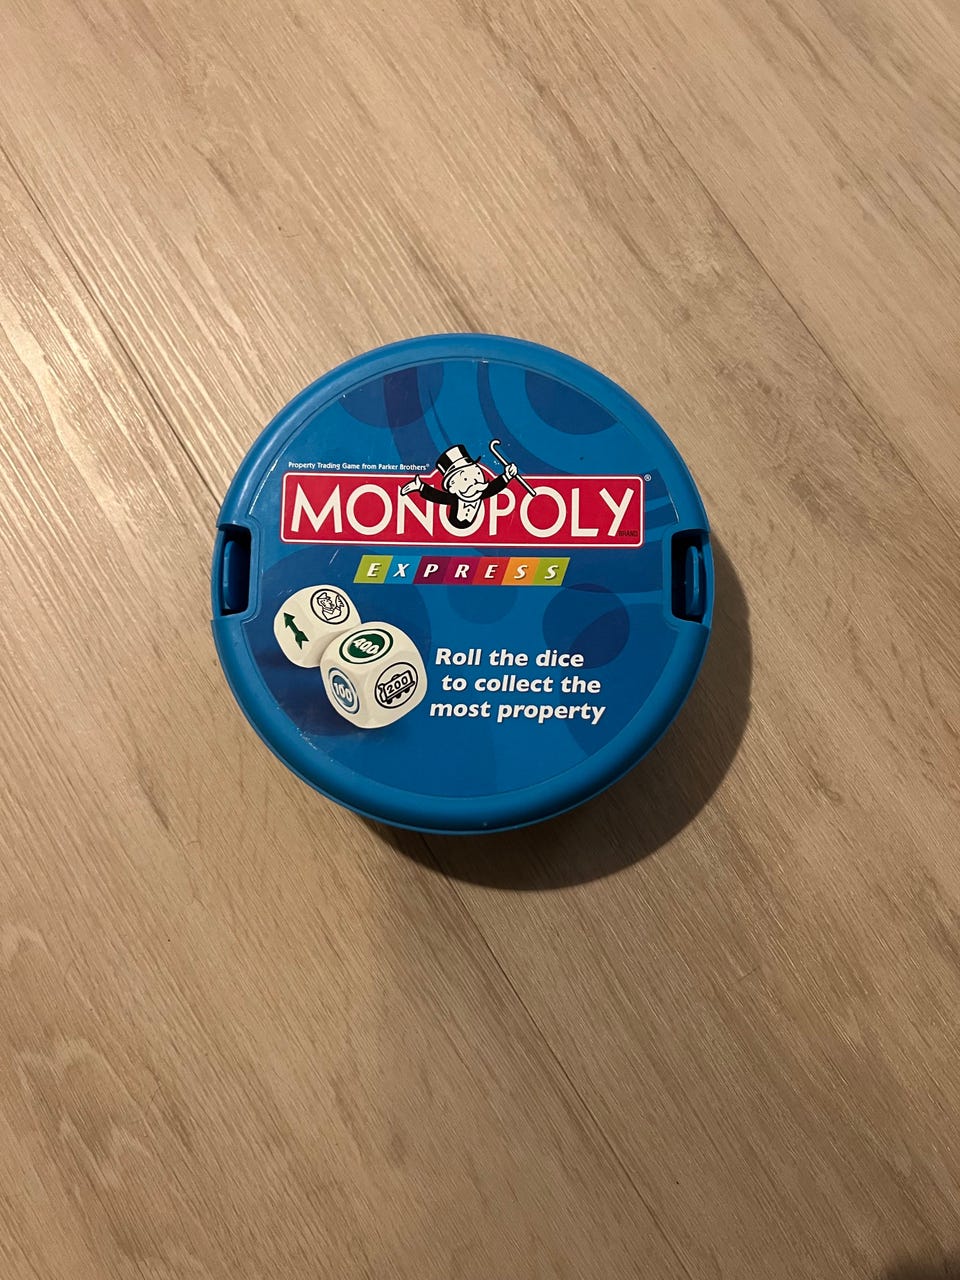 Property Trading Game from Parker Brothers®
MONOPOLY®
BRAND
EXPRESS
400
100
200
Roll the dice
to collect the
most property